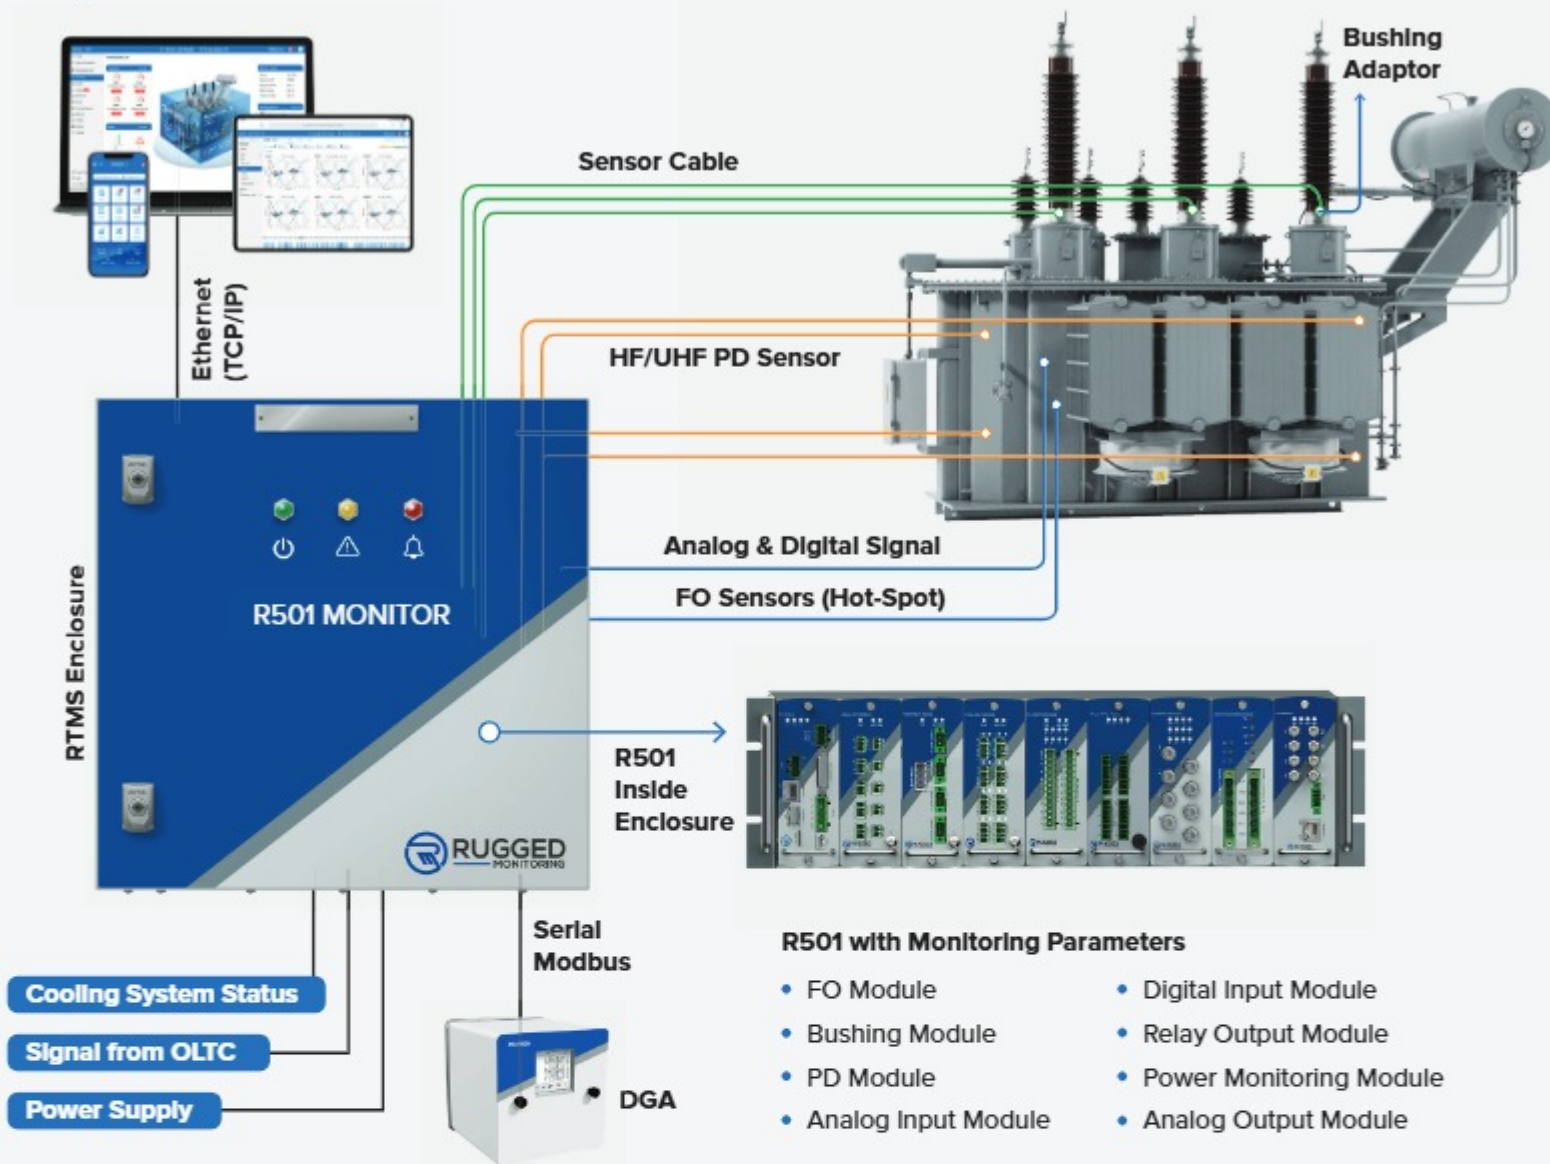 Bushing
Adaptor
Sensor Cable
Ethernet
(TCP/IP)
HF/UHF PD Sensor
Analog & Digital Signal
FO Sensors (Hot-Spot)
RTMS Enclosure
R501 MONITOR
RUGGED
MONITORING
R501
Inside
Enclosure
Serial
Modbus
Cooling System Status
Signal from OLTC
Power Supply
DGA
R501 with Monitoring Parameters
• FO Module
• Bushing Module
• PD Module
• Analog Input Module
• Digital Input Module
• Relay Output Module
• Power Monitoring Module
• Analog Output Module